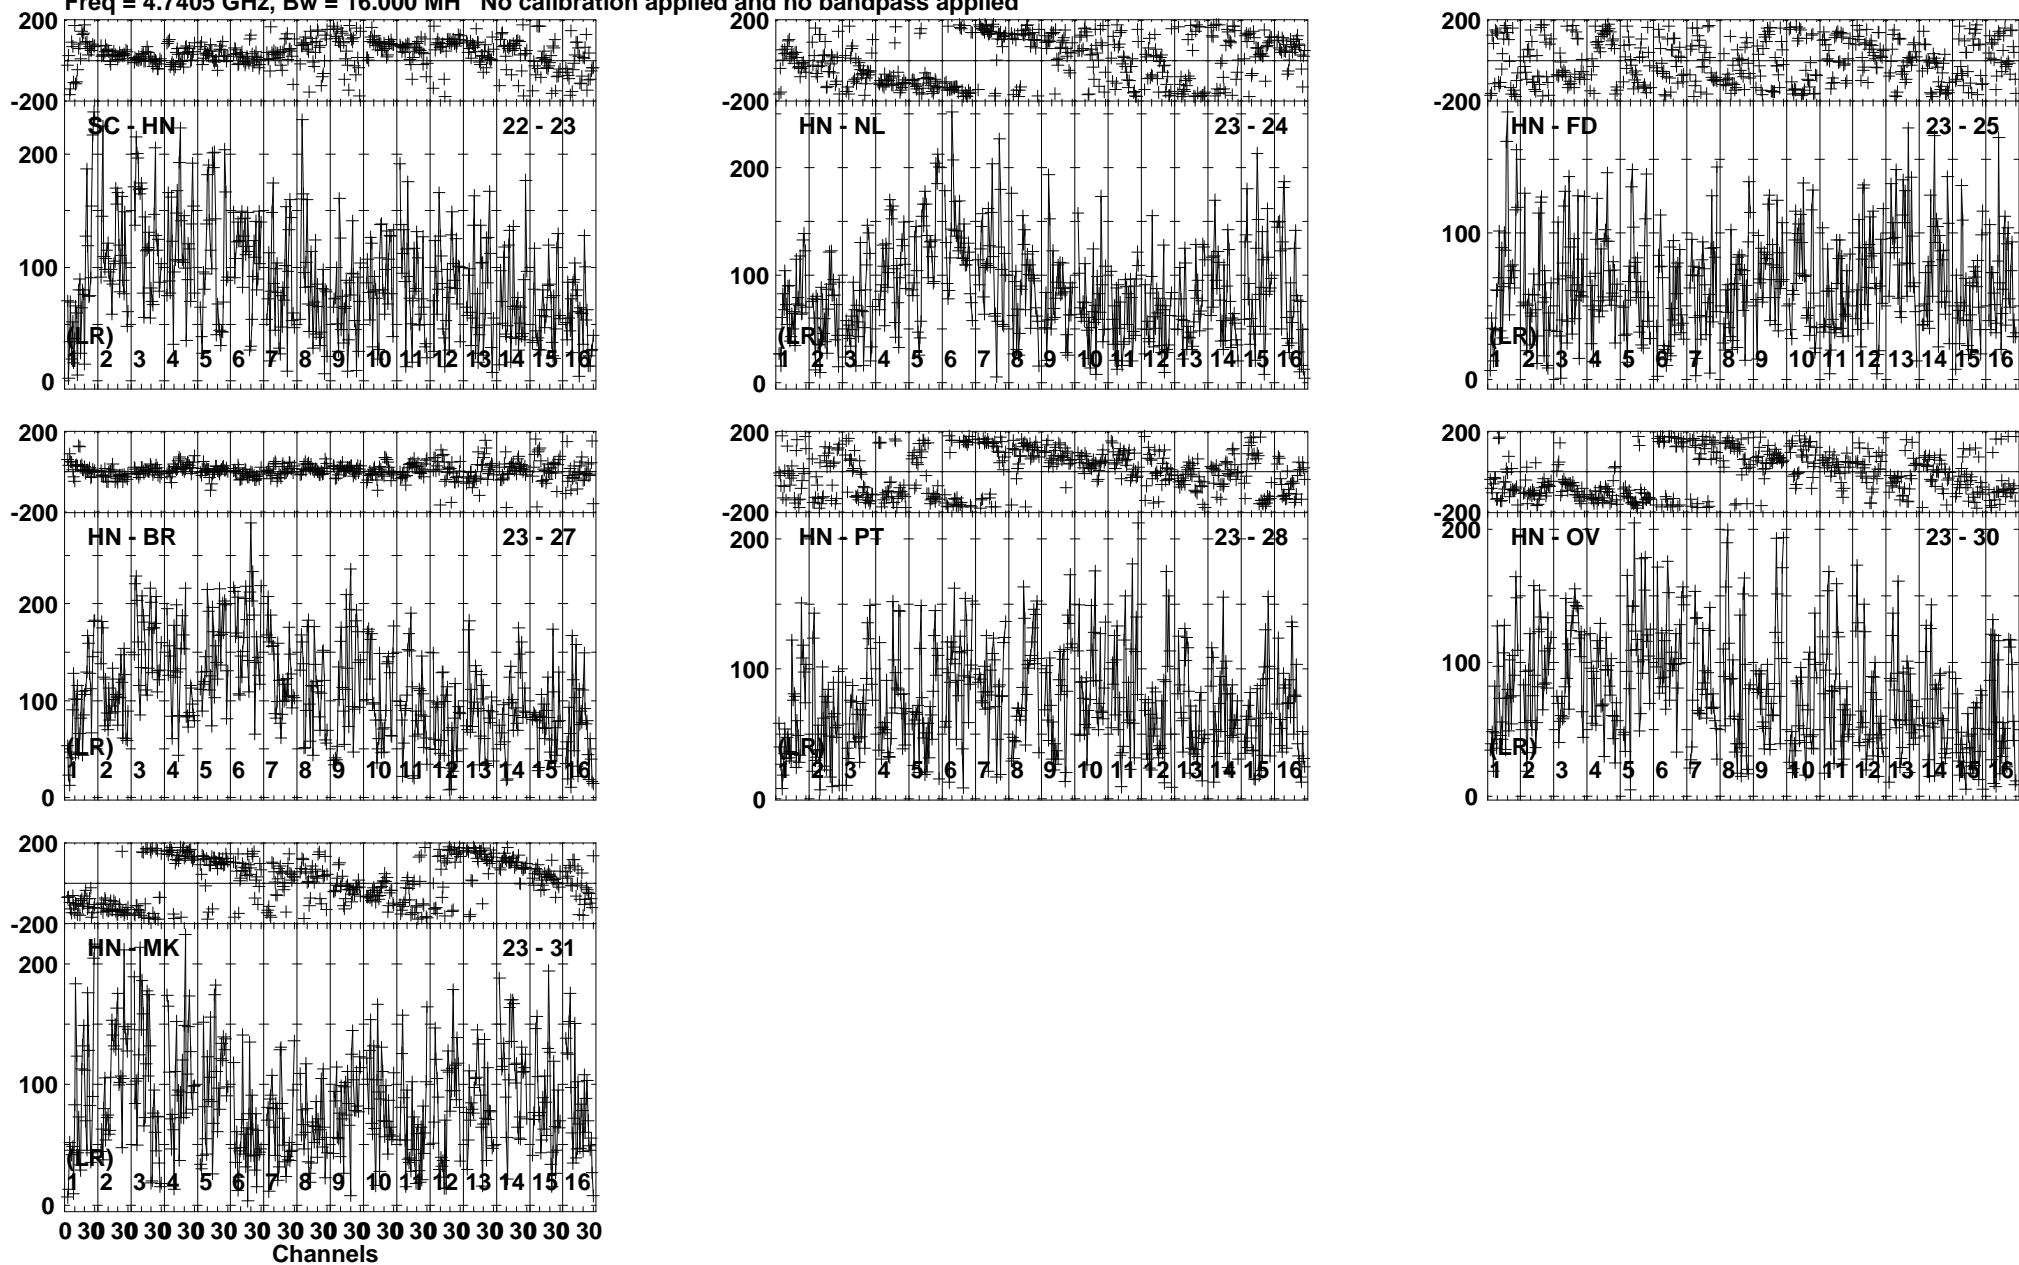 Freq = 4.7405 GHz, Bw = 16.000 MH No calibration applied and no bandpass applied
200 200 200
-200 -200 -200
SC - HN 22 - 23 HN - NL 23 - 24 HN - FD 23 - 25
200 200
100 100 100
(LR) (LR) (LR)
1 2 3 4 5 6 7 8 9 10 11 12 13 14 15 16 1 2 3 4 5 6 7 8 9 10 11 12 13 14 15 16 1 2 3 4 5 6 7 8 9 10 11 12 13 14 15 16
0 0 0
200 200 200
-200 -200 -200
HN - BR 23 - 27 HN - PT 23 - 28 HN - OV 23 - 30
200 200 200
100 100 100
(LR) (LR) (LR)
1 2 3 4 5 6 7 8 9 10 11 12 13 14 15 16 1 2 3 4 5 6 7 8 9 10 11 12 13 14 15 16 1 2 3 4 5 6 7 8 9 10 11 12 13 14 15 16
0 0 0
200
-200
HN - MK 23 - 31
200
100
(LR)
1 2 3 4 5 6 7 8 9 10 11 12 13 14 15 16
0
0 30 30 30 30 30 30 30 30 30 30 30 30 30 30 30 30
Channels